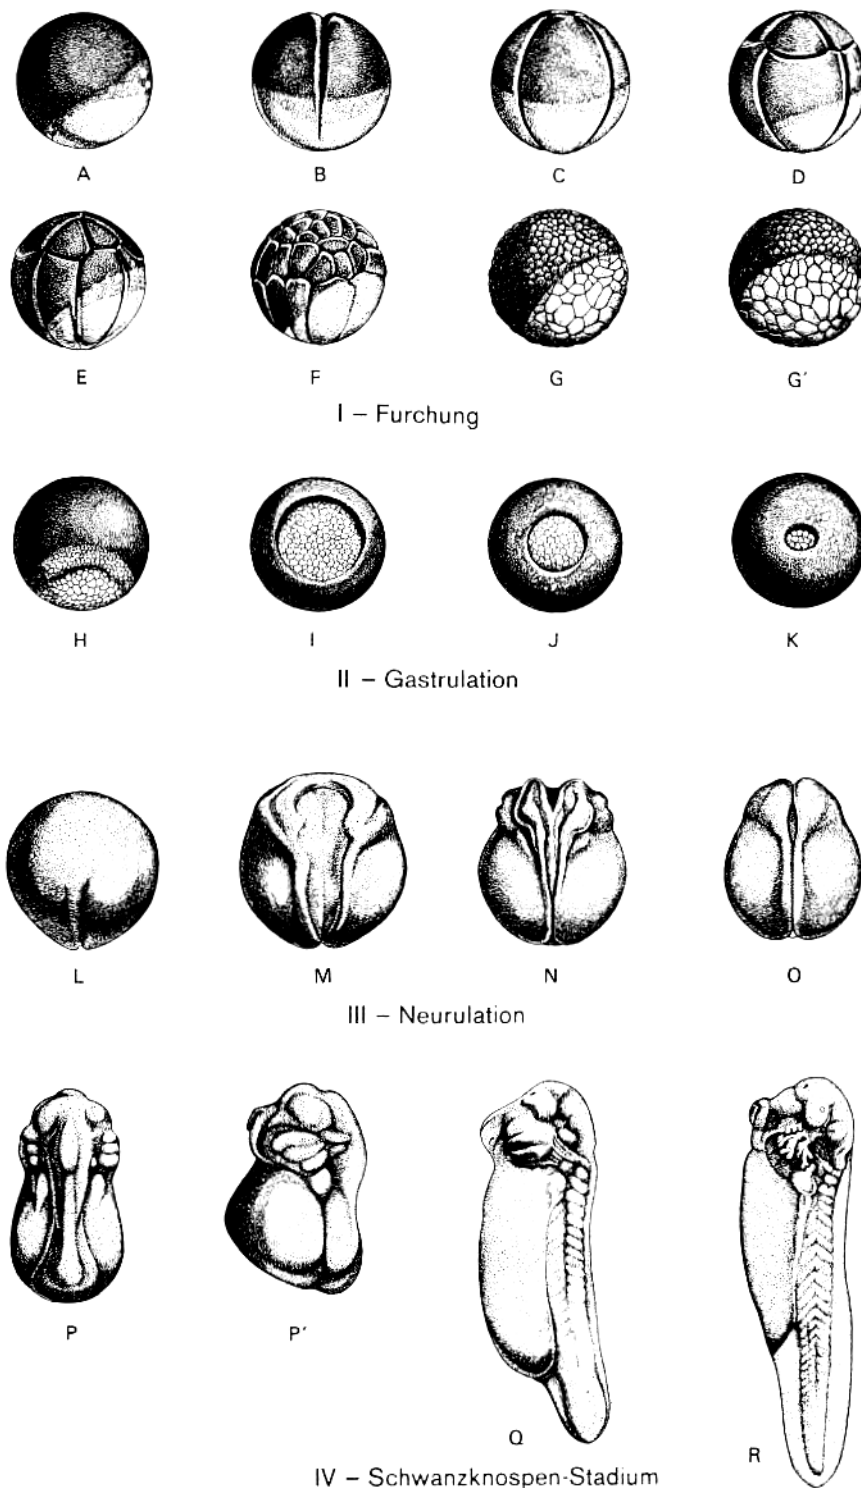 A B C D
E F G G´
I – Furchung
H I J K
II – Gastrulation
L M N O
III – Neurulation
P P´ Q R
IV – Schwanzknospen-Stadium